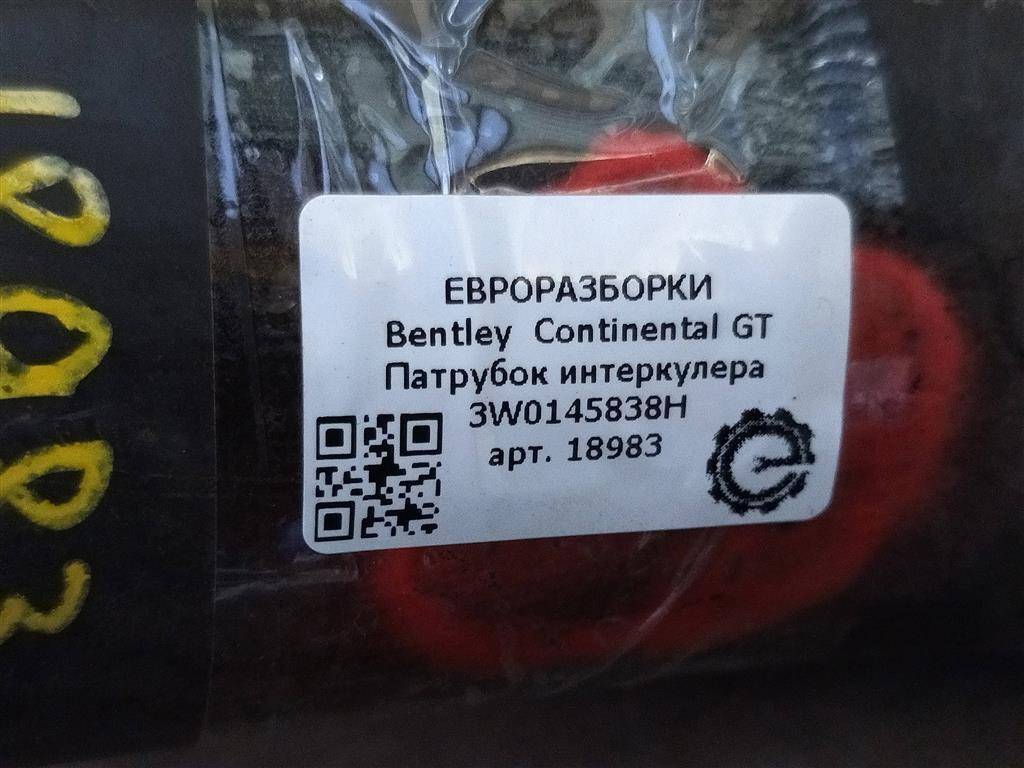 ЕВРОРАЗБОРКИ
Bentley Continental GT
Патрубок интеркулера
3W0145838H
арт. 18983
18983